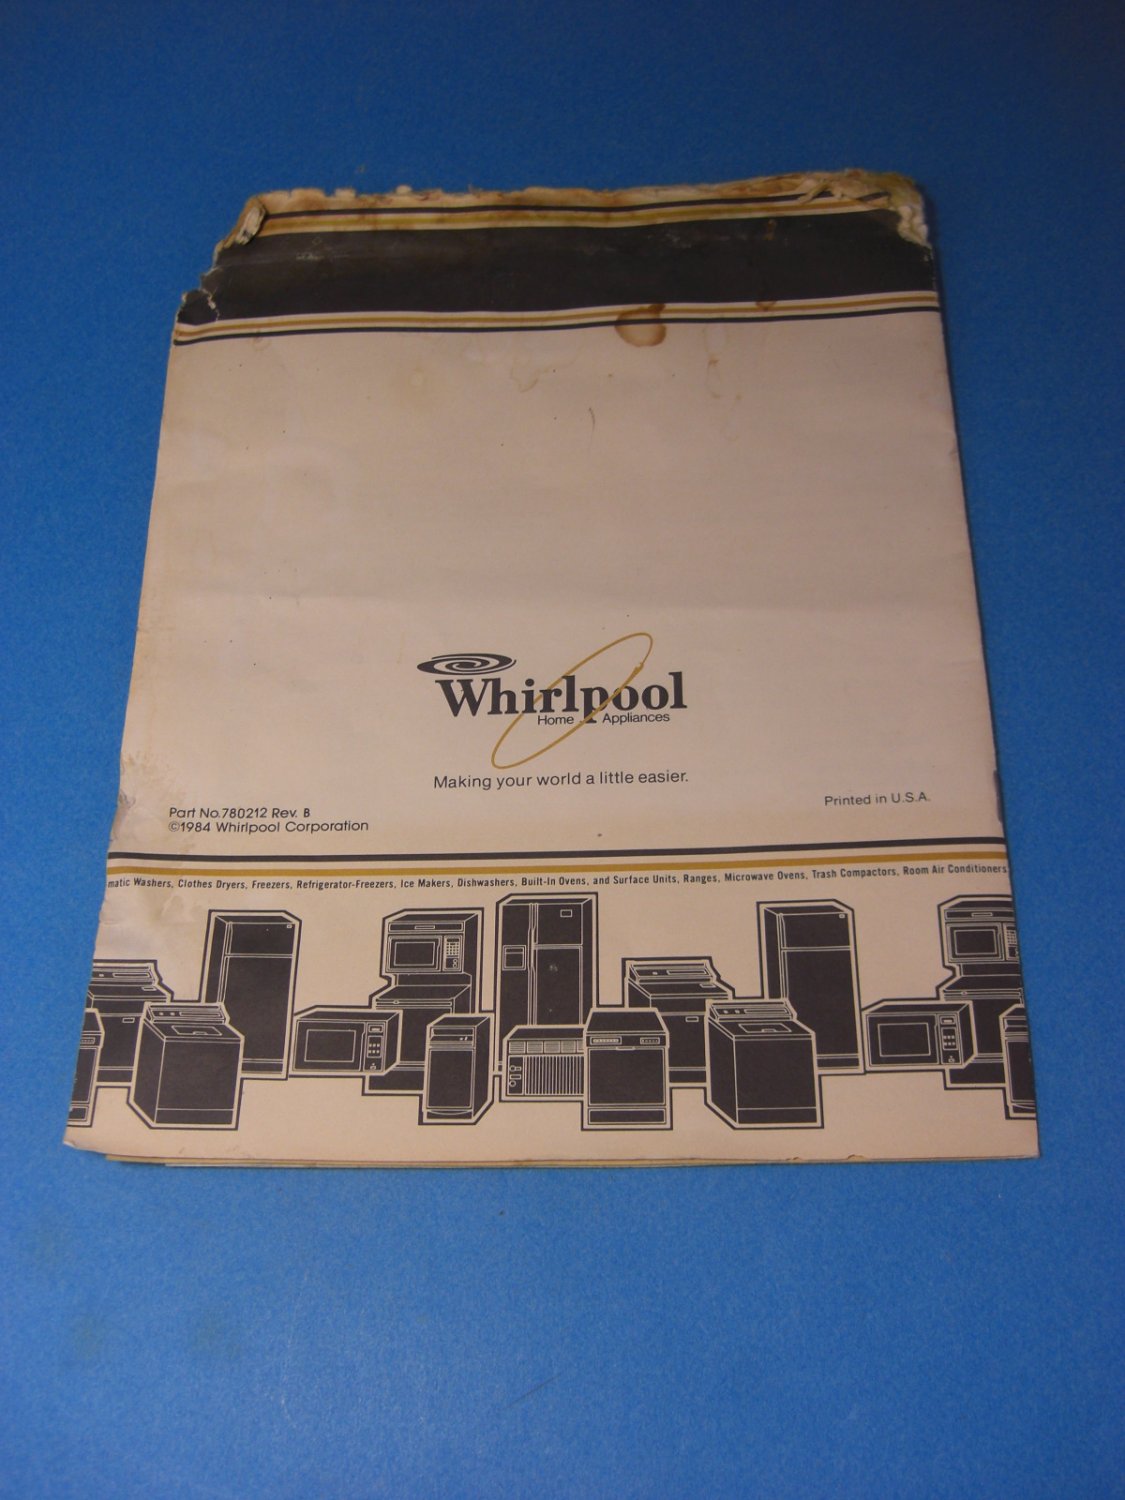 Whirlpool
Home Appliances
Making your world a little easier.
Part No.780212 Rev. B
©1984 Whirlpool Corporation
Printed in U.S.A.
matic Washers, Clothes Dryers, Freezers, Refrigerator-Freezers, Ice Makers, Dishwashers, Built-In Ovens, and Surface Units, Ranges, Microwave Ovens, Trash Compactors, Room Air Conditioners,